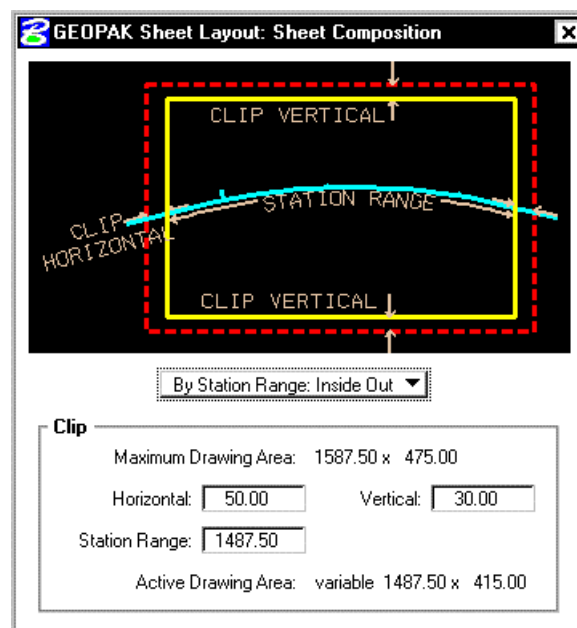 GEOPAK Sheet Layout: Sheet Composition
CLIP VERTICAL
STATION RANGE
CLIP
HORIZONTAL
CLIP VERTICAL
By Station Range: Inside Out
Clip
Maximum Drawing Area: 1587.50 x 475.00
Horizontal: 50.00 Vertical: 30.00
Station Range: 1487.50
Active Drawing Area: variable 1487.50 x 415.00